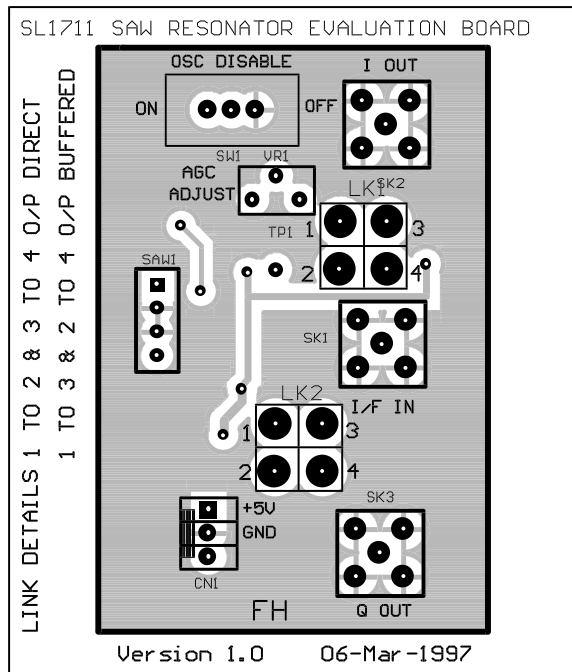 SL1711 SAW RESONATOR EVALUATION BOARD
LINK DETAILS 1 TO 2 & 3 TO 4 O/P DIRECT
1 TO 3 & 2 TO 4 O/P BUFFERED
OSC DISABLE
I OUT
ON
OFF
SW1
VR1
AGC
ADJUST
LK1
SK2
TP1
1
3
2
4
SAW1
SK1
I/F IN
LK2
1
3
2
4
+5V
GND
CN1
SK3
FH
Q OUT
Version 1.0
06-Mar-1997